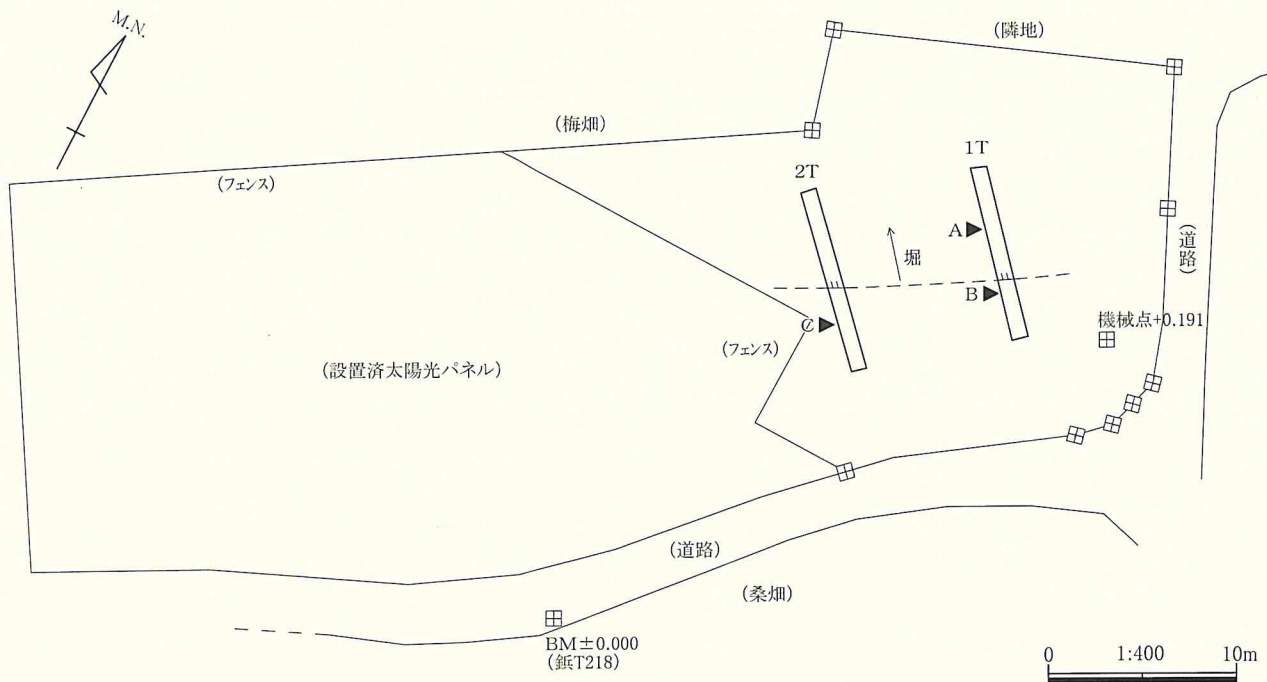 M.N.
(隣地)
(梅畑)
(フェンス)
1T
2T
A
堀
(道路)
B
C
機械点+0.191
(フェンス)
(設置済太陽光パネル)
(道路)
(桑畑)
BM±0.000
(鋲T218)
0 1:400 10m